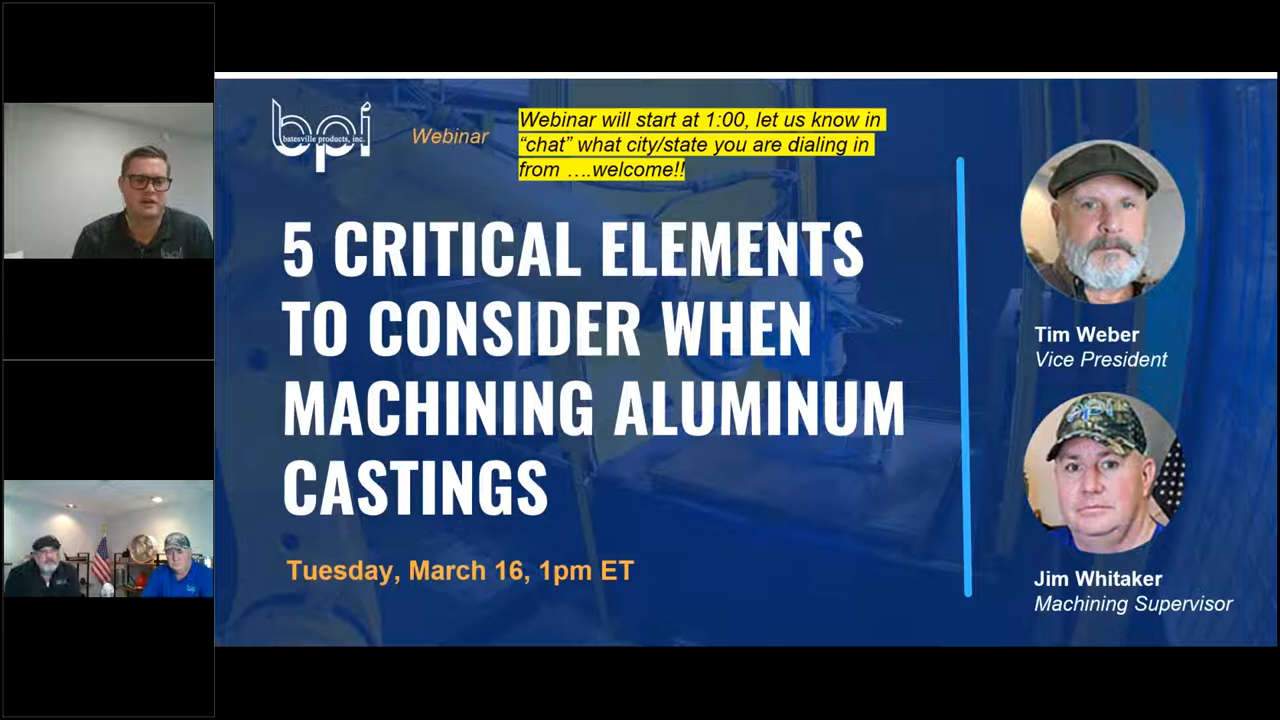 bpi
batesville products, inc.
Webinar
Webinar will start at 1:00, let us know in
“chat” what city/state you are dialing in
from ….welcome!!
5 CRITICAL ELEMENTS
TO CONSIDER WHEN
MACHINING ALUMINUM
CASTINGS
Tuesday, March 16, 1pm ET
Tim Weber
Vice President
Jim Whitaker
Machining Supervisor